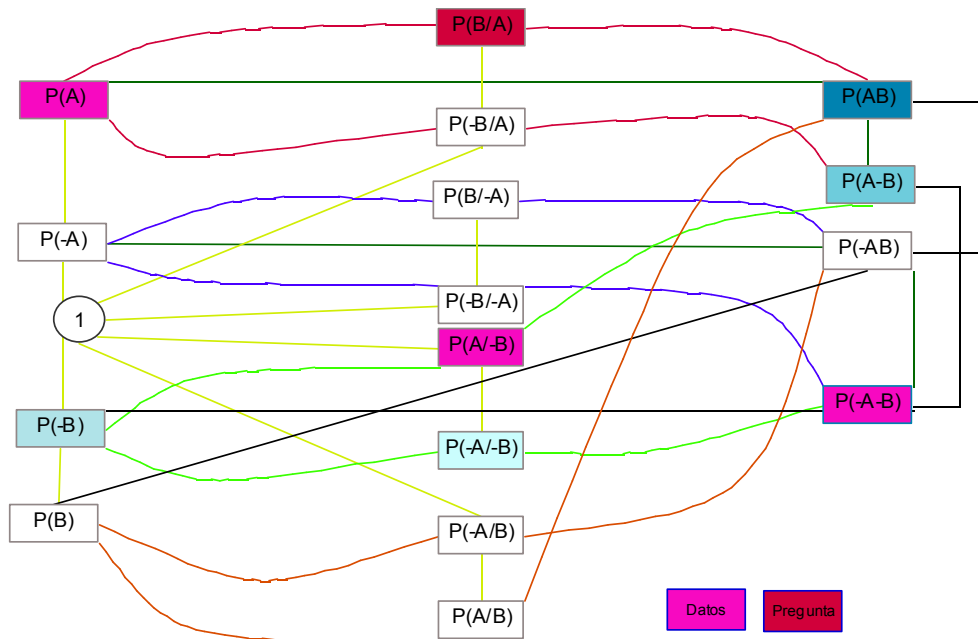 P(B/A)
P(A)
P(AB)
P(-B/A)
P(A-B)
P(B/-A)
P(-A)
P(-AB)
P(-B/-A)
1
P(A/-B)
P(-A-B)
P(-B)
P(-A/-B)
P(B)
P(-A/B)
P(A/B)
Datos
Pregunta